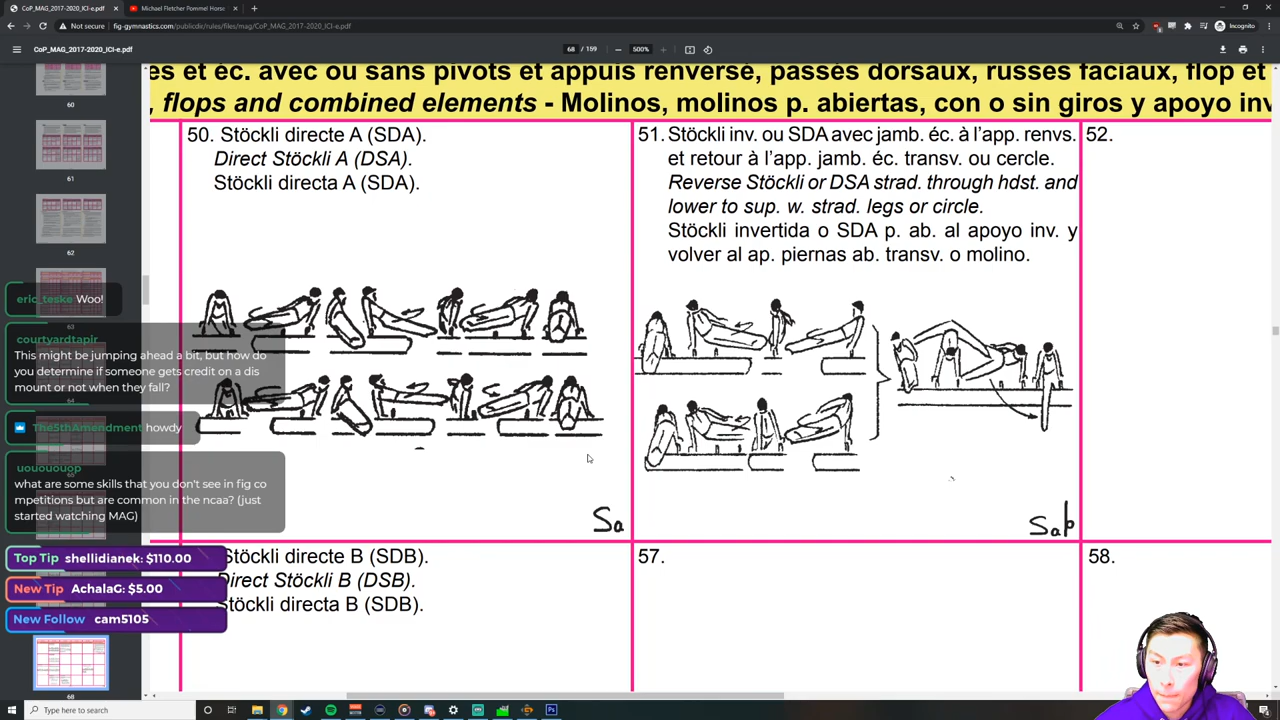 CoP_MAG_2017-2020_ICI-e.pdf
Michael Fletcher Pommel Hors
Not secure
fig-gymnastics.com/publicdir/rules/files/mag/CoP_MAG_2017-2020_ICI-e.pdf
Incognito
CoP_MAG_2017-2020_ICI-e.pdf
68 / 159
500%
es et éc. avec ou sans pivots et appuis renversé, passés dorsaux, russes faciaux, flop et
, flops and combined elements - Molinos, molinos p. abiertas, con o sin giros y apoyo inv
60
61
62
63
64
65
68
50. Stöckli directe A (SDA).
Direct Stöckli A (DSA).
Stöckli directa A (SDA).
51. Stöckli inv. ou SDA avec jamb. éc. à l'app. renvs.
et retour à l'app. jamb. éc. transv. ou cercle.
Reverse Stöckli or DSA strad. through hdst. and
lower to sup. w. strad. legs or circle.
Stöckli invertida o SDA p. ab. al apoyo inv. y
volver al ap. piernas ab. transv. o molino.
52.
Sa
Sab
Stöckli directe B (SDB).
Direct Stöckli B (DSB).
Stöckli directa B (SDB).
57.
58.
eric_teske Woo!
courtyardtapir
This might be jumping ahead a bit, but how do
you determine if someone gets credit on a dis
mount or not when they fall?
The5thAmendment howdy
uououououp
what are some skills that you don't see in fig co
mpetitions but are common in the ncaa? (just
started watching MAG)
Top Tip shellidianek: $110.00
New Tip AchalaG: $5.00
New Follow cam5105
Type here to search